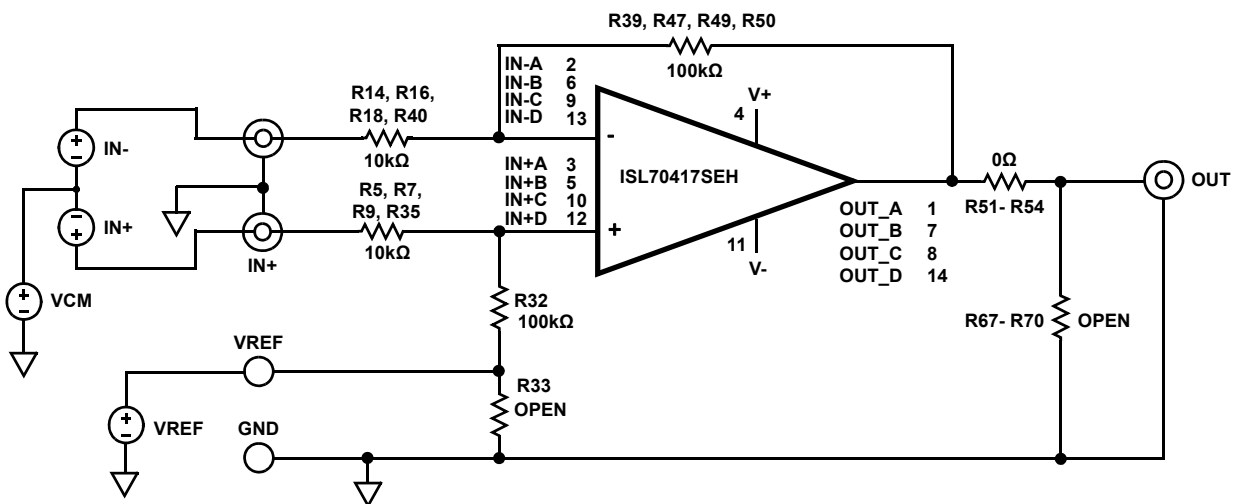 R39, R47, R49, R50
100kΩ
IN-A 2
IN-B 6
IN-C 9
IN-D 13
R14, R16,
R18, R40
10kΩ
V+
4
-
IN-
+ -
IN+A 3
IN+B 5
IN+C 10
IN+D 12
ISL70417SEH
0Ω
R51- R54
OUT
R5, R7,
R9, R35
10kΩ
IN+
+ -
+
11
V-
OUT_A 1
OUT_B 7
OUT_C 8
OUT_D 14
IN+
VCM
+ -
R32
100kΩ
R67- R70
OPEN
VREF
R33
OPEN
VREF
+ -
GND